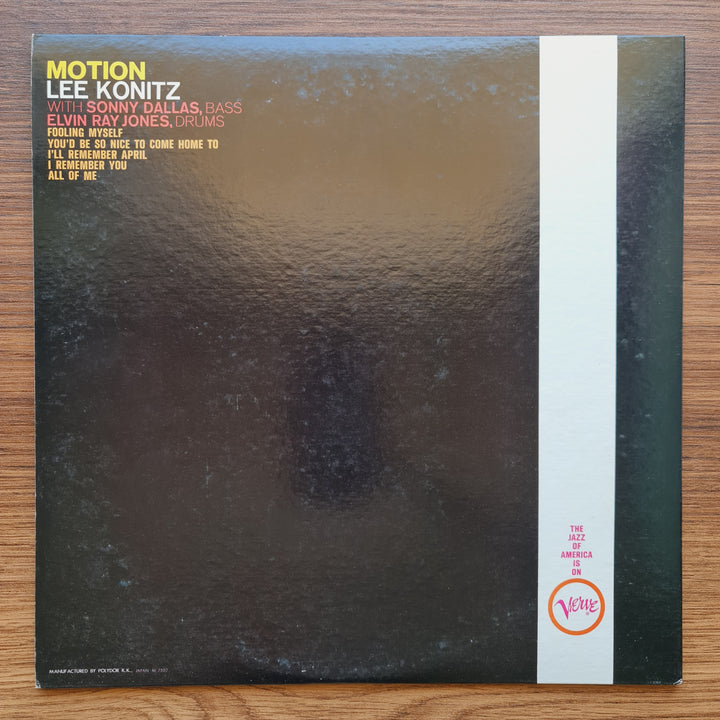 MOTION
LEE KONITZ
WITH SONNY DALLAS, BASS
ELVIN RAY JONES, DRUMS
FOOLING MYSELF
YOU'D BE SO NICE TO COME HOME TO
I'LL REMEMBER APRIL
I REMEMBER YOU
ALL OF ME
THE
JAZZ
OF
AMERICA
IS
ON
Verve
MANUFACTURED BY POLYDOR K.K., JAPAN